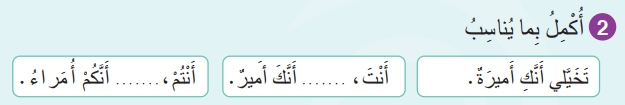 2 أُكْمِلُ بِما يُناسِبُ
تَخَيَّلي أَنَّكِ أَميرَةٌ.
أَنْتَ، ....... أَنَّكَ أَميرٌ.
أَنْتُمْ، ....... أَنَّكُمْ أُمَراءُ.